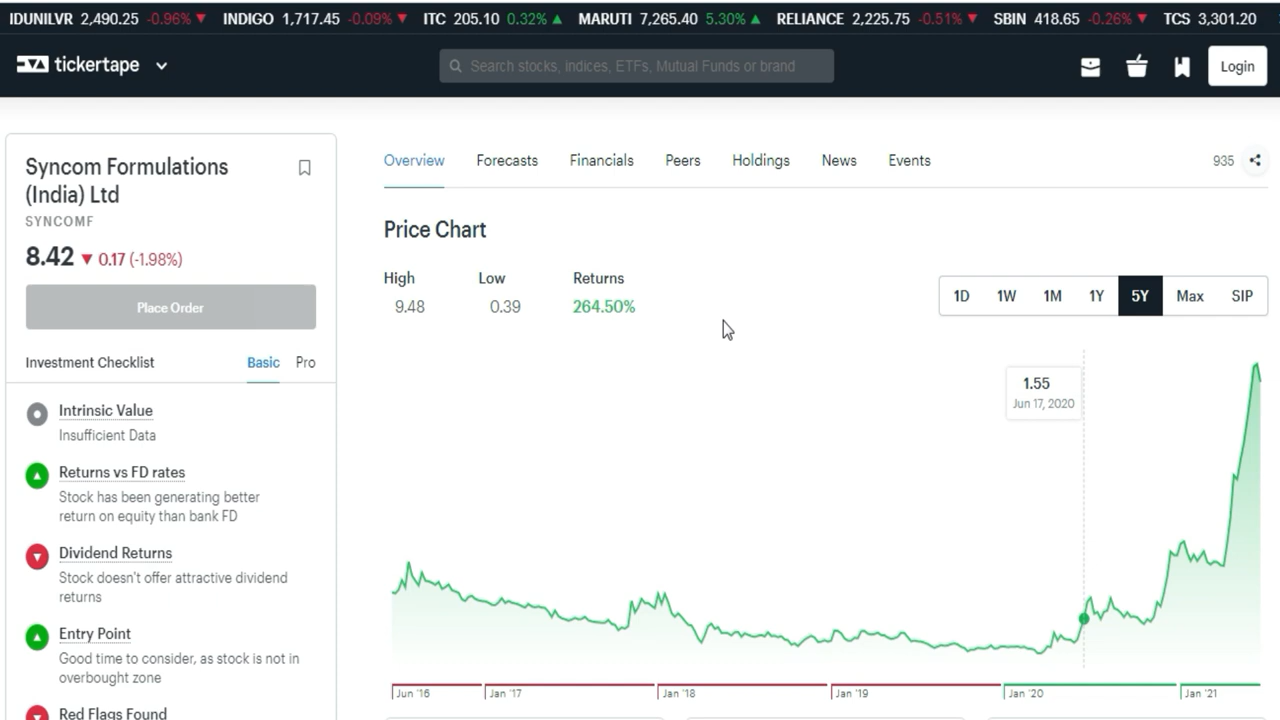 IDUNILVR 2,490.25 -0.96% ▼ INDIGO 1,717.45 -0.09% ▼ ITC 205.10 0.32% ▲ MARUTI 7,265.40 5.30% ▲ RELIANCE 2,225.75 -0.51% ▼ SBIN 418.65 -0.26% ▼ TCS 3,301.20
tickertape
Search stocks, indices, ETFs, Mutual Funds or brand
Login
Syncom Formulations
(India) Ltd
SYNCOMF
8.42 ▼ 0.17 (-1.98%)
Place Order
Investment Checklist Basic Pro
Intrinsic Value
Insufficient Data
Returns vs FD rates
Stock has been generating better
return on equity than bank FD
Dividend Returns
Stock doesn't offer attractive dividend
returns
Entry Point
Good time to consider, as stock is not in
overbought zone
Red Flags Found
Overview Forecasts Financials Peers Holdings News Events 935
Price Chart
High Low Returns
9.48 0.39 264.50%
1D 1W 1M 1Y 5Y Max SIP
1.55
Jun 17, 2020
Jun '16 Jan '17 Jan '18 Jan '19 Jan '20 Jan '21